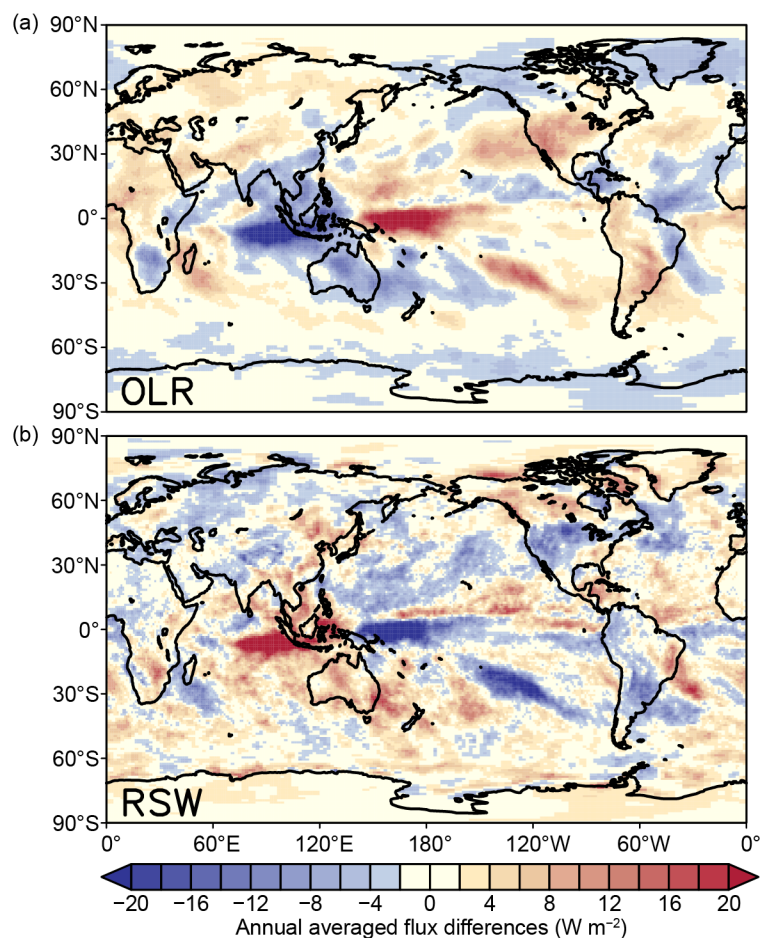 (a)
90°N
60°N
30°N
0°
30°S
60°S
90°S
OLR
(b)
90°N
60°N
30°N
0°
30°S
60°S
90°S
RSW
0° 60°E 120°E 180° 120°W 60°W 0°
−20 −16 −12 −8 −4 0 4 8 12 16 20
Annual averaged flux differences (W m⁻²)